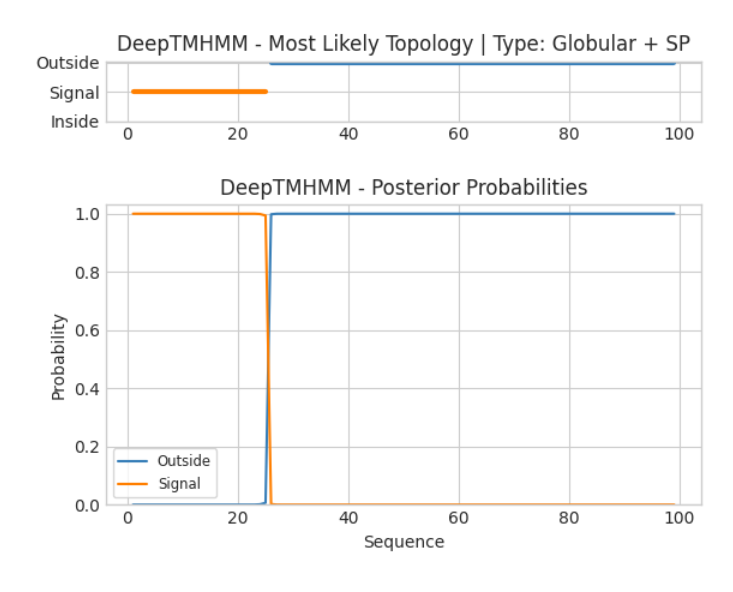 DeepTMHMM - Most Likely Topology | Type: Globular + SP
Outside
Signal
Inside
0 20 40 60 80 100
DeepTMHMM - Posterior Probabilities
1.0
0.8
0.6
0.4
0.2
0.0
Probability
Outside
Signal
0 20 40 60 80 100
Sequence